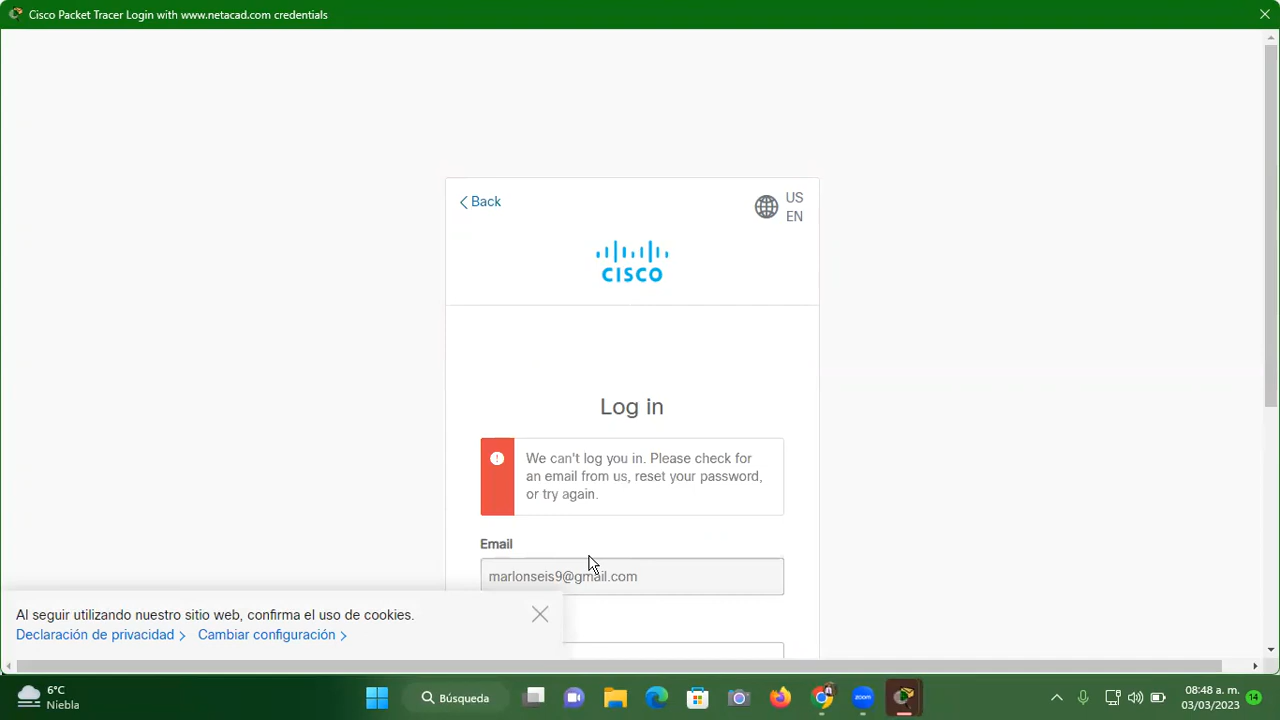 Cisco Packet Tracer Login with www.netacad.com credentials
Back
US
EN
CISCO
Log in
We can't log you in. Please check for
an email from us, reset your password,
or try again.
Email
marlonseis9@gmail.com
Al seguir utilizando nuestro sitio web, confirma el uso de cookies.
Declaración de privacidad
Cambiar configuración
6°C
Niebla
Búsqueda
zoom
08:48 a. m.
03/03/2023
14